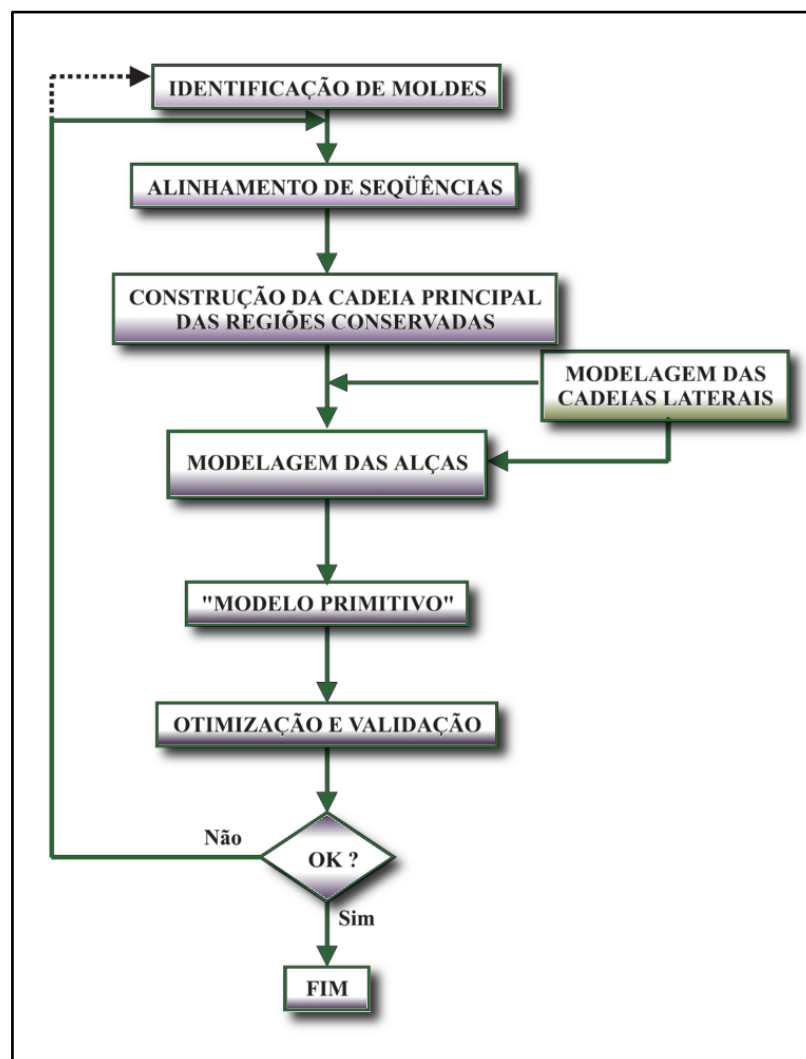 IDENTIFICAÇÃO DE MOLDES
ALINHAMENTO DE SEQÜÊNCIAS
CONSTRUÇÃO DA CADEIA PRINCIPAL
DAS REGIÕES CONSERVADAS
MODELAGEM DAS
CADEIAS LATERAIS
MODELAGEM DAS ALÇAS
"MODELO PRIMITIVO"
OTIMIZAÇÃO E VALIDAÇÃO
Não
OK ?
Sim
FIM